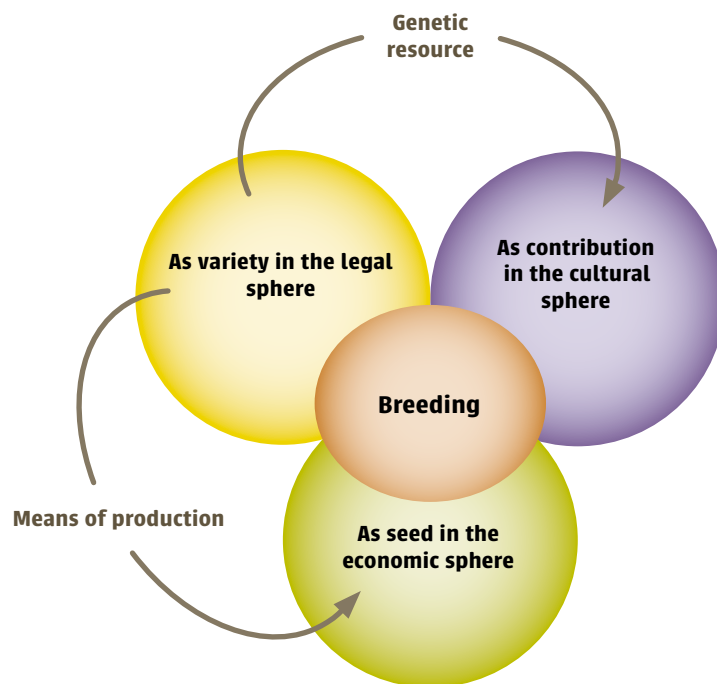 Genetic
resource
As variety in the legal
sphere
As contribution
in the cultural
sphere
Breeding
Means of production
As seed in the
economic sphere